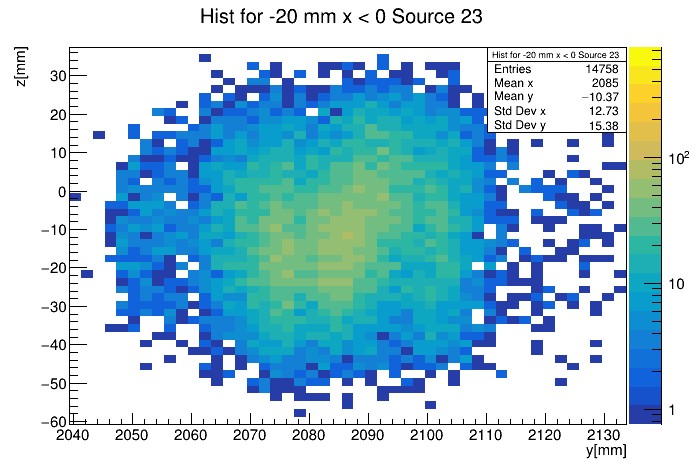 Hist for -20 mm x < 0 Source 23
z[mm]
Hist for -20 mm x < 0 Source 23
Entries 14758
Mean x 2085
Mean y −10.37
Std Dev x 12.73
Std Dev y 15.38
30
20
10
0
−10
−20
−30
−40
−50
−60
2040 2050 2060 2070 2080 2090 2100 2110 2120 2130
y[mm]
10²
10
1